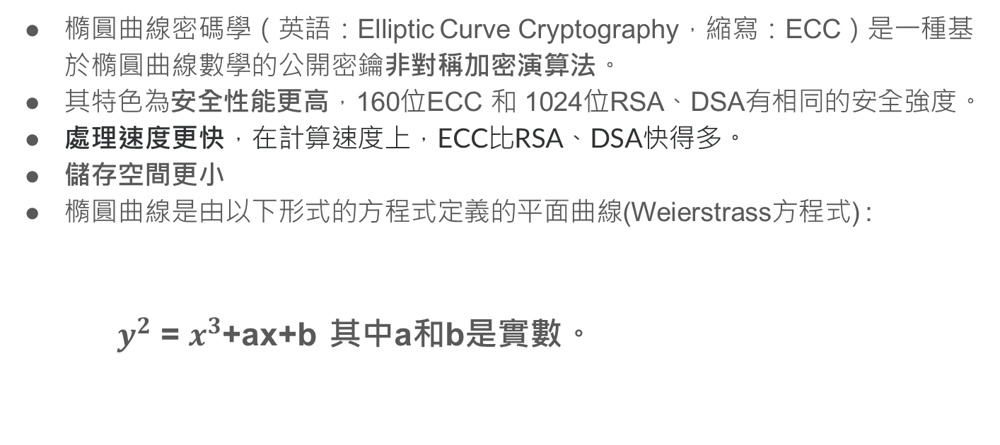 ● 橢圓曲線密碼學（英語：Elliptic Curve Cryptography，縮寫：ECC）是一種基
於橢圓曲線數學的公開密鑰非對稱加密演算法。
● 其特色為安全性能更高，160位ECC 和 1024位RSA、DSA有相同的安全強度。
● 處理速度更快，在計算速度上，ECC比RSA、DSA快得多。
● 儲存空間更小
● 橢圓曲線是由以下形式的方程式定義的平面曲線(Weierstrass方程式) :
y² = x³+ax+b 其中a和b是實數。